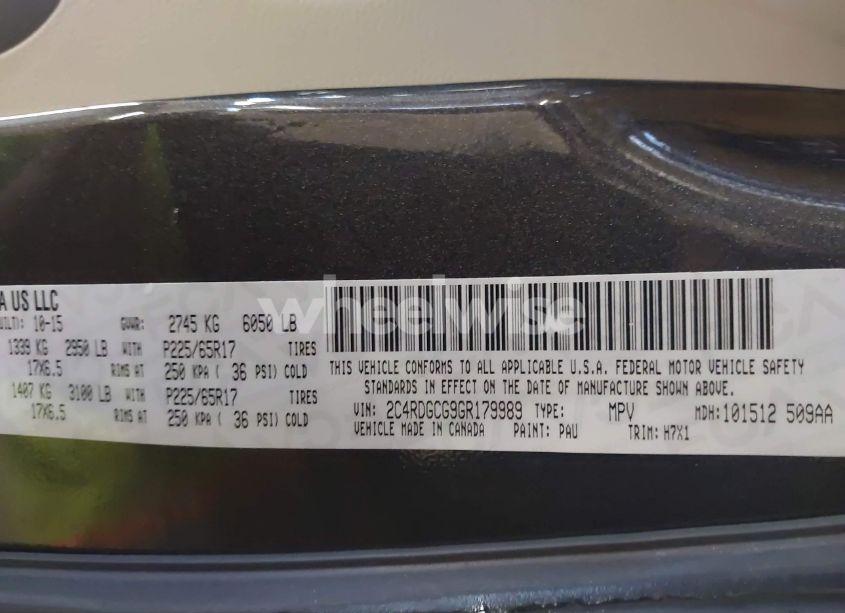 A US LLC
UILT): 10-15 GVWR: 2745 KG 6050 LB
1339 KG 2950 LB WITH P225/65R17 TIRES
17X6.5 RIMS AT 250 KPA ( 36 PSI) COLD
1407 KG 3100 LB WITH P225/65R17 TIRES
17X6.5 RIMS AT 250 KPA ( 36 PSI) COLD
THIS VEHICLE CONFORMS TO ALL APPLICABLE U.S.A. FEDERAL MOTOR VEHICLE SAFETY
STANDARDS IN EFFECT ON THE DATE OF MANUFACTURE SHOWN ABOVE.
VIN: 2C4RDGCG9GR179989 TYPE: MPV MDH:101512 509AA
VEHICLE MADE IN CANADA PAINT: PAU TRIM: H7X1
wheelwise